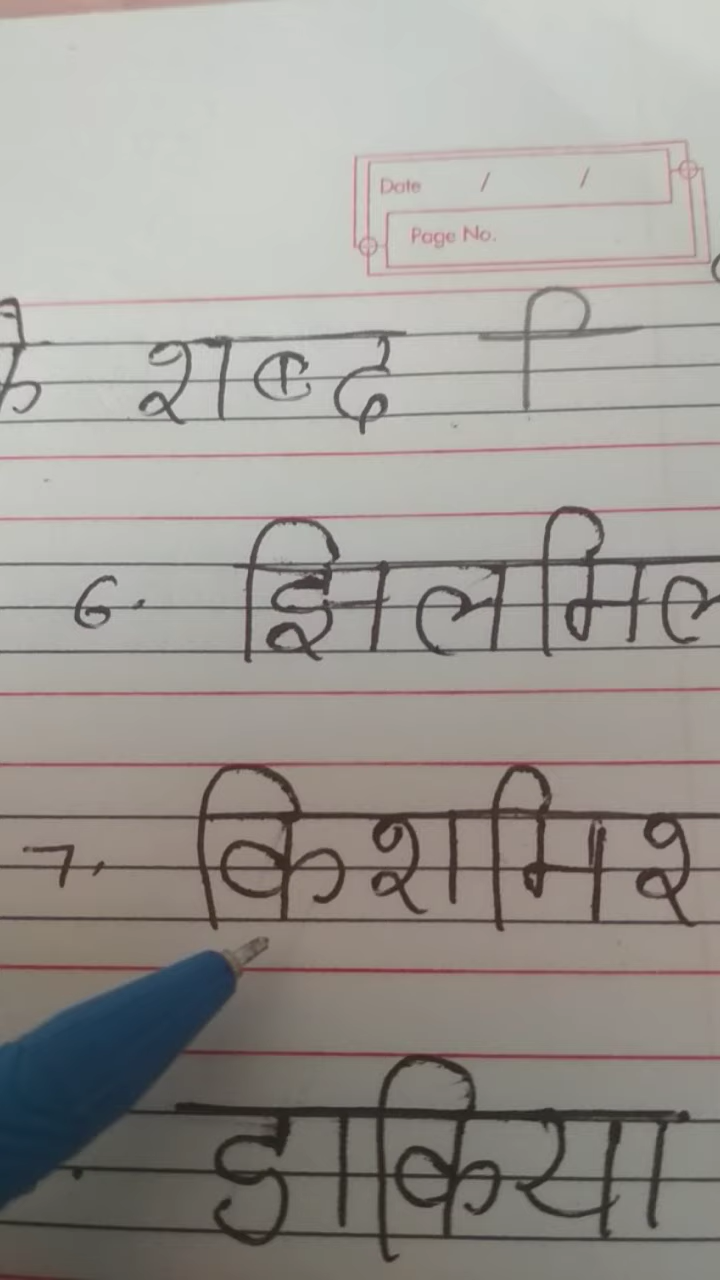 Date / /
Page No.
के शब्द ि
6. झिलमिल
7. किशमिश
डाकिया